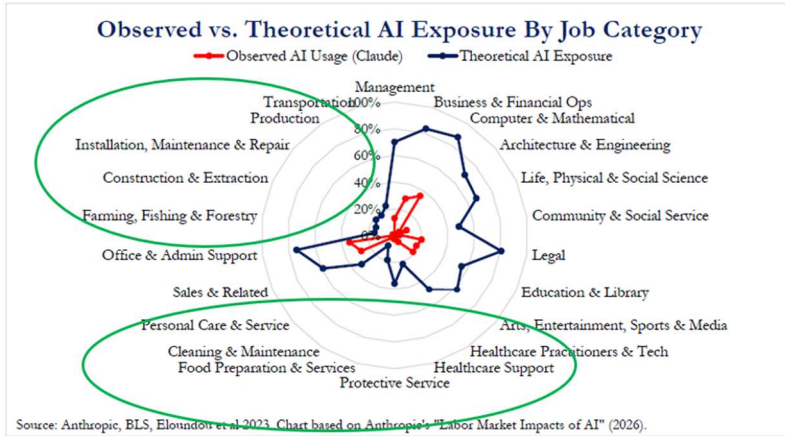 Observed vs. Theoretical AI Exposure By Job Category
Observed AI Usage (Claude)
Theoretical AI Exposure
Management
Transportation
100%
Business & Financial Ops
Production
80%
Computer & Mathematical
Installation, Maintenance & Repair
60%
Architecture & Engineering
Construction & Extraction
40%
Life, Physical & Social Science
Farming, Fishing & Forestry
20%
Community & Social Service
0%
Office & Admin Support
Legal
Sales & Related
Education & Library
Personal Care & Service
Arts, Entertainment, Sports & Media
Cleaning & Maintenance
Healthcare Practitioners & Tech
Food Preparation & Services
Healthcare Support
Protective Service
Source: Anthropic, BLS, Eloundou et al 2023. Chart based on Anthropic's "Labor Market Impacts of AI" (2026).